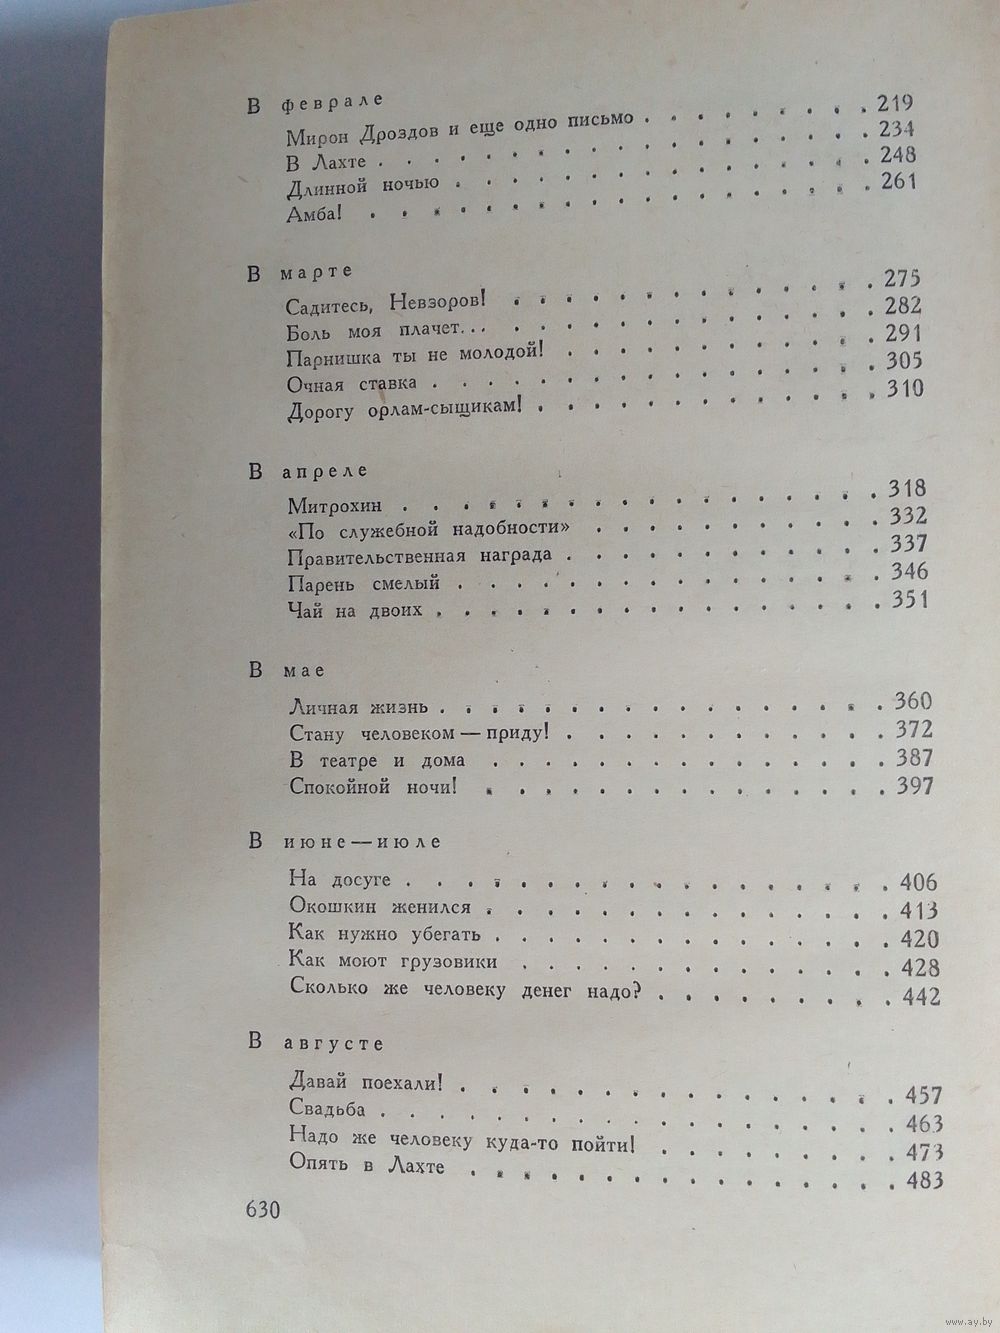 В феврале
Мирон Дроздов и еще одно письмо . . . . . . . . 219
В Лахте . . . . . . . . . . . . . . . . . 234
Длинной ночью . . . . . . . . . . . . . . . 248
Амба! . . . . . . . . . . . . . . . . . . 261
В марте
Садитесь, Невзоров! . . . . . . . . . . . . . 275
Боль моя плачет... . . . . . . . . . . . . . 282
Парнишка ты не молодой! . . . . . . . . . . . 291
Очная ставка . . . . . . . . . . . . . . . 305
Дорогу орлам-сыщикам! . . . . . . . . . . . . 310
В апреле
Митрохин . . . . . . . . . . . . . . . . . 318
«По служебной надобности» . . . . . . . . . . 332
Правительственная награда . . . . . . . . . . . 337
Парень смелый . . . . . . . . . . . . . . . 346
Чай на двоих . . . . . . . . . . . . . . . . 351
В мае
Личная жизнь . . . . . . . . . . . . . . . . 360
Стану человеком — приду! . . . . . . . . . . . 372
В театре и дома . . . . . . . . . . . . . . 387
Спокойной ночи! . . . . . . . . . . . . . . 397
В июне — июле
На досуге . . . . . . . . . . . . . . . . . 406
Окошкин женился . . . . . . . . . . . . . . 413
Как нужно убегать . . . . . . . . . . . . . . 420
Как моют грузовики . . . . . . . . . . . . . 428
Сколько же человеку денег надо? . . . . . . . . 442
В августе
Давай поехали! . . . . . . . . . . . . . . . 457
Свадьба . . . . . . . . . . . . . . . . . . 463
Надо же человеку куда-то пойти! . . . . . . . . 473
Опять в Лахте . . . . . . . . . . . . . . . 483
630
www.ay.by